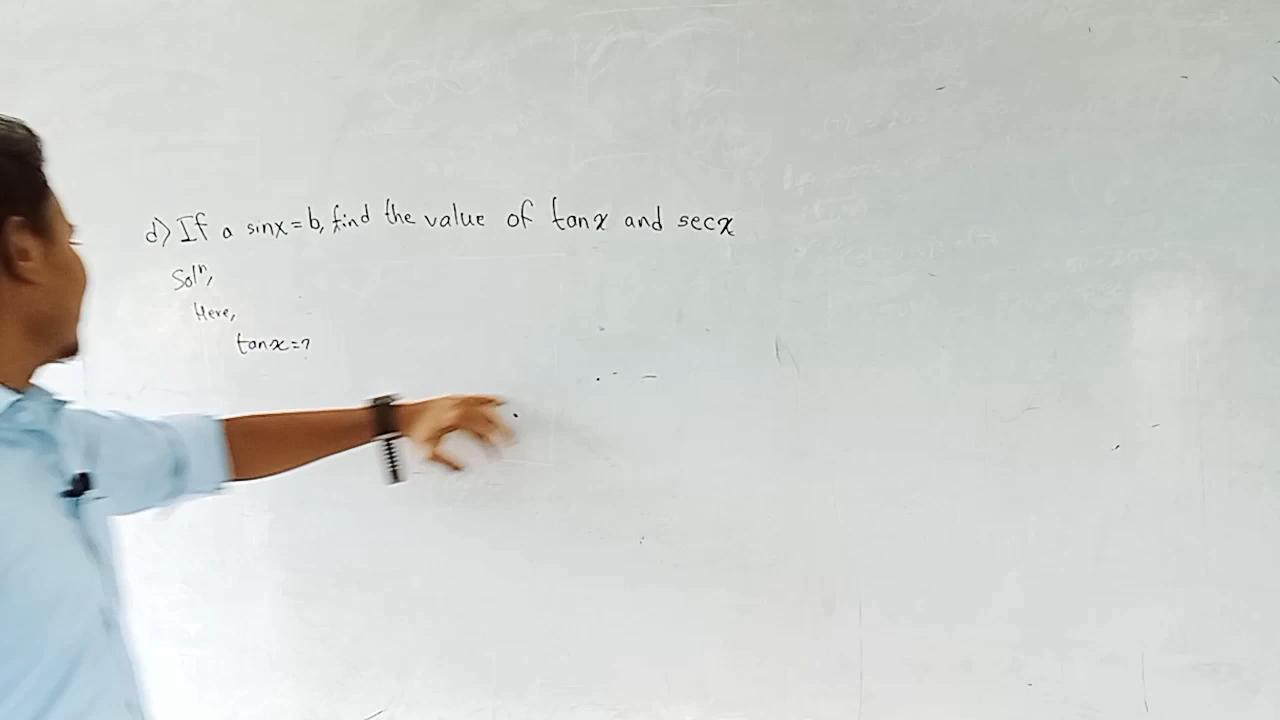 d) If a sinx = b, find the value of tanx and secx
Solⁿ,
Here,
tanx = ?